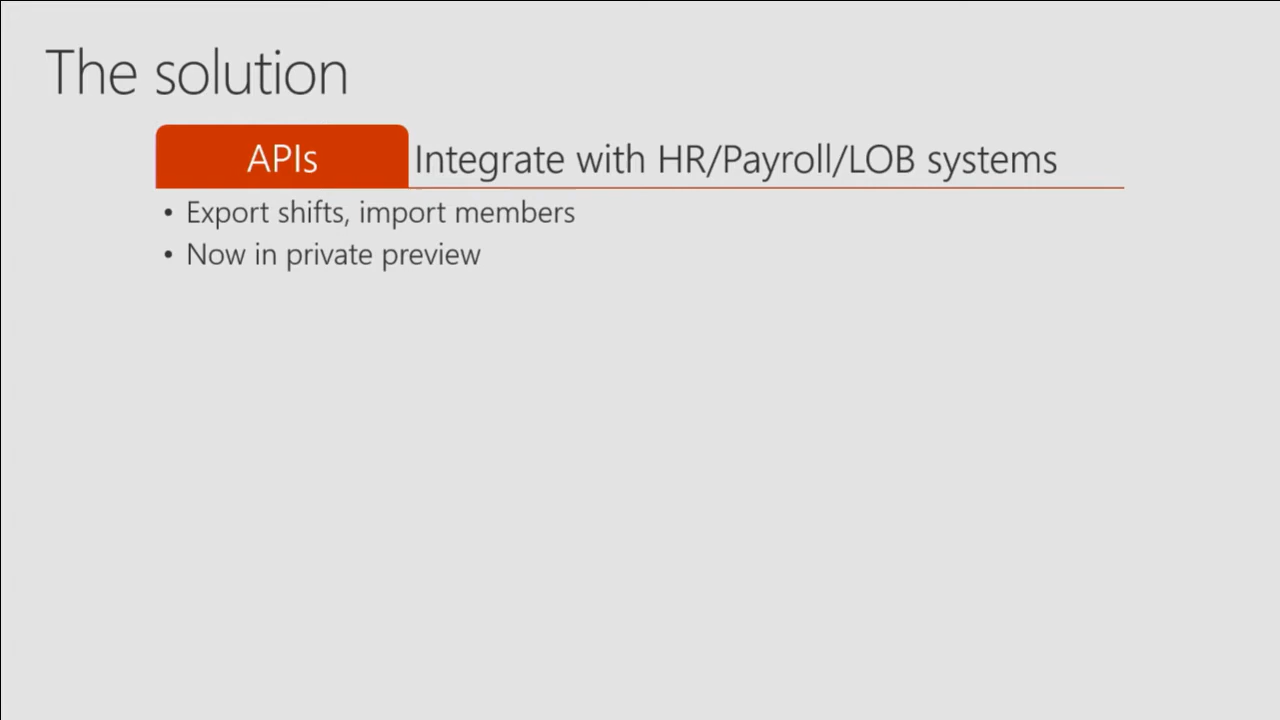 The solution
APIs Integrate with HR/Payroll/LOB systems
• Export shifts, import members
• Now in private preview